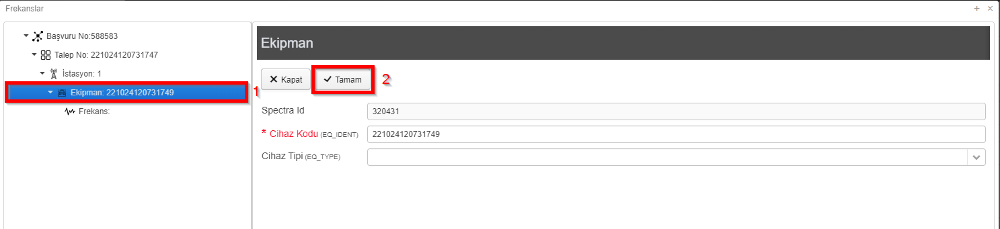 Frekanslar
Başvuru No:588583
Talep No: 221024120731747
İstasyon: 1
Ekipman: 221024120731749
1
Frekans:
Ekipman
Kapat
Tamam
2
Spectra Id
320431
* Cihaz Kodu (EQ_IDENT)
221024120731749
Cihaz Tipi (EQ_TYPE)